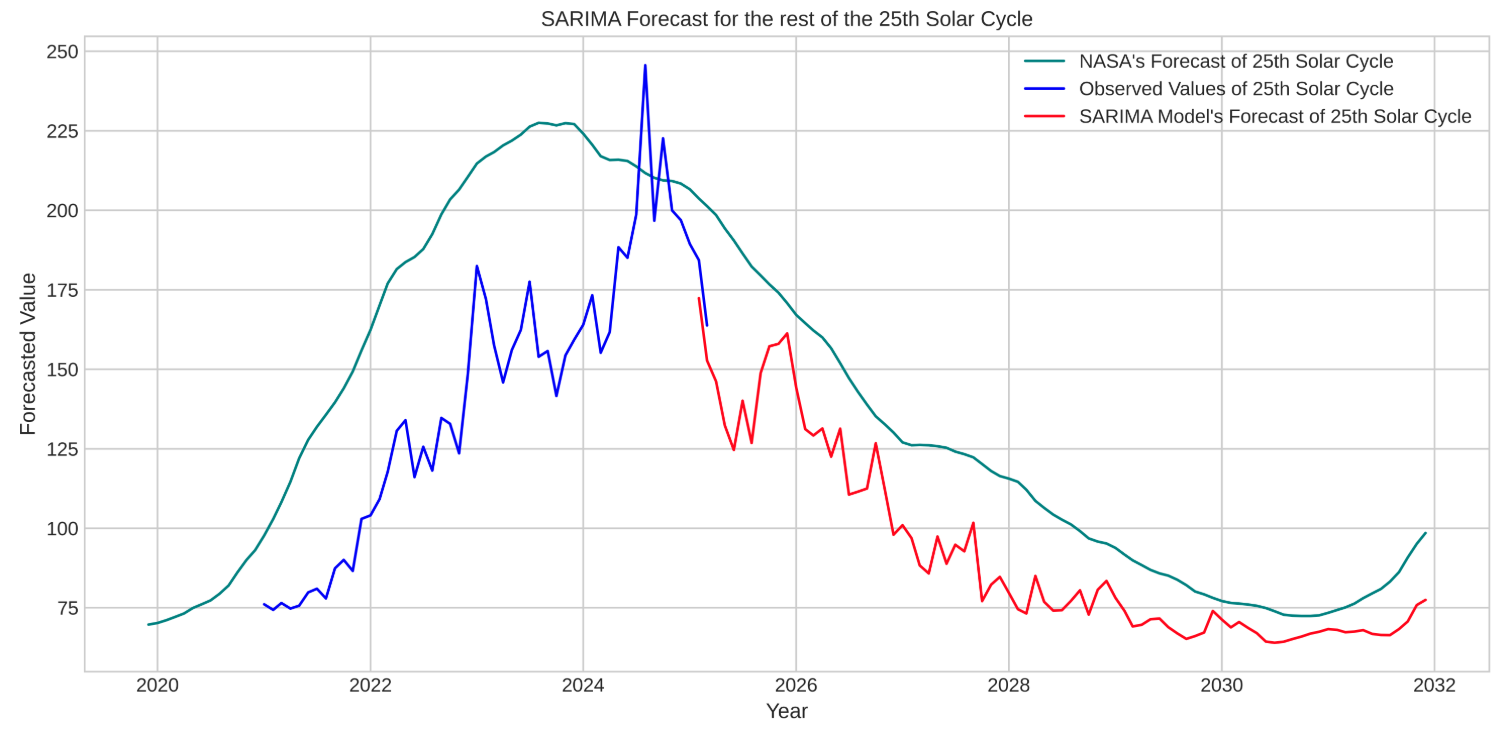 SARIMA Forecast for the rest of the 25th Solar Cycle
NASA's Forecast of 25th Solar Cycle
Observed Values of 25th Solar Cycle
SARIMA Model's Forecast of 25th Solar Cycle
Forecasted Value
250
225
200
175
150
125
100
75
2020 2022 2024 2026 2028 2030 2032
Year